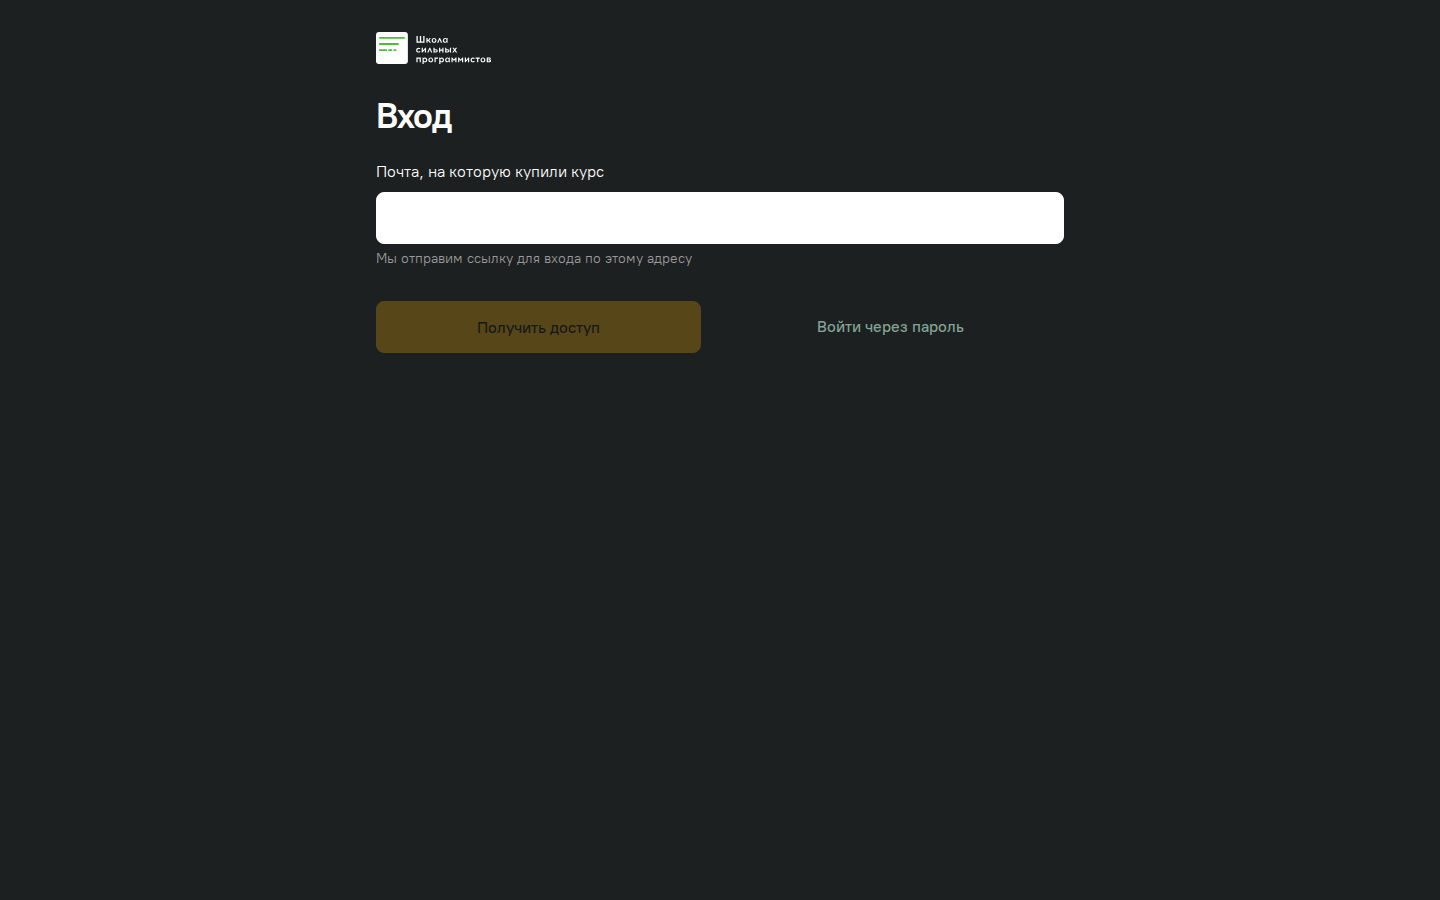 Школа
сильных
программистов
Вход
Почта, на которую купили курс
Мы отправим ссылку для входа по этому адресу
Получить доступ
Войти через пароль